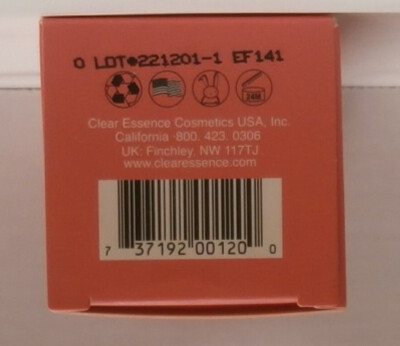 0 LOT•221201-1 EF141
24M
Clear Essence Cosmetics USA, Inc.
California ·800. 423. 0306
UK: Finchley, NW 117TJ
www.clearessence.com
7 37192 00120 0